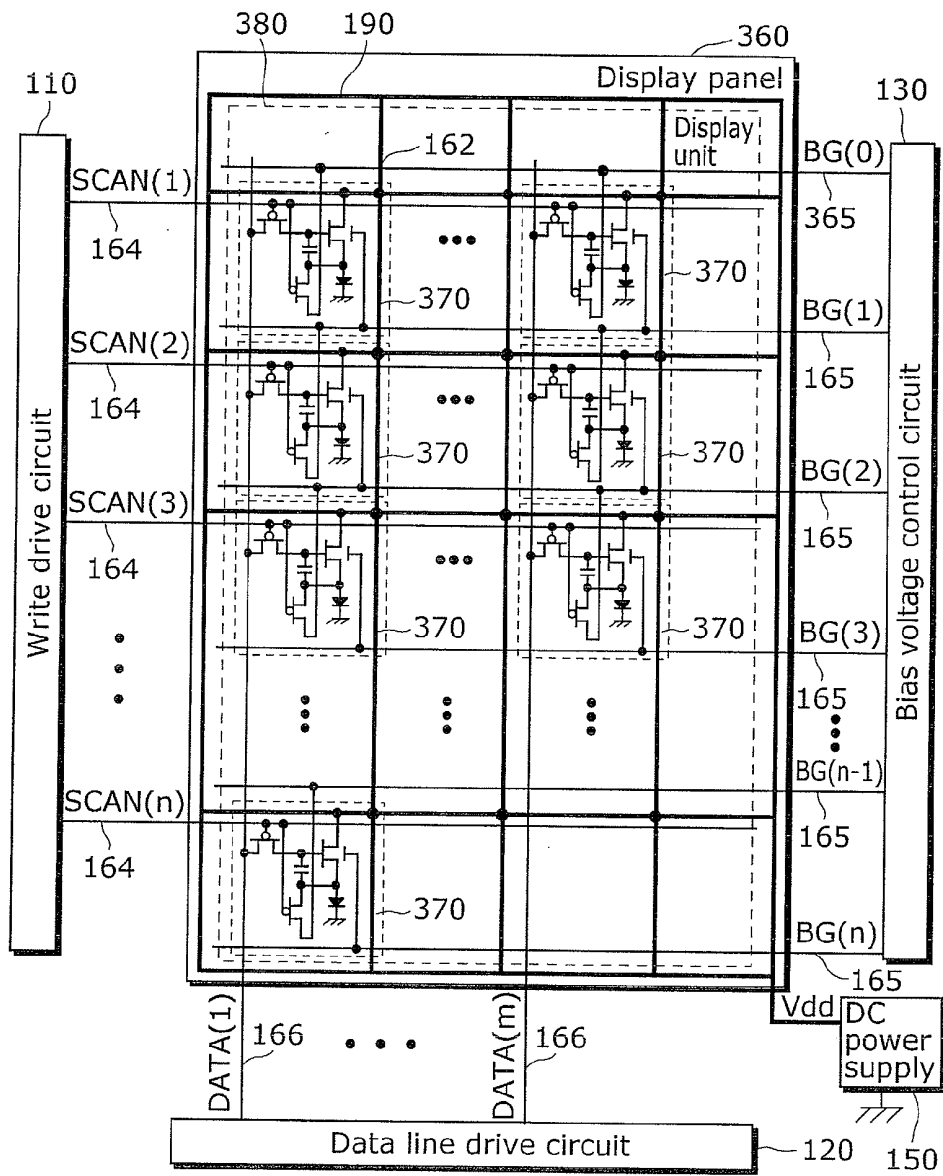 380
190
360
Display panel
110
130
Display
unit
162
BG(0)
SCAN(1)
365
164
370
370
BG(1)
SCAN(2)
165
164
370
370
BG(2)
SCAN(3)
165
164
370
370
BG(3)
165
Write drive circuit
Bias voltage control circuit
BG(n-1)
SCAN(n)
165
164
370
BG(n)
165
Vdd
DC
power
supply
DATA(1)
166
DATA(m)
166
Data line drive circuit
120
150